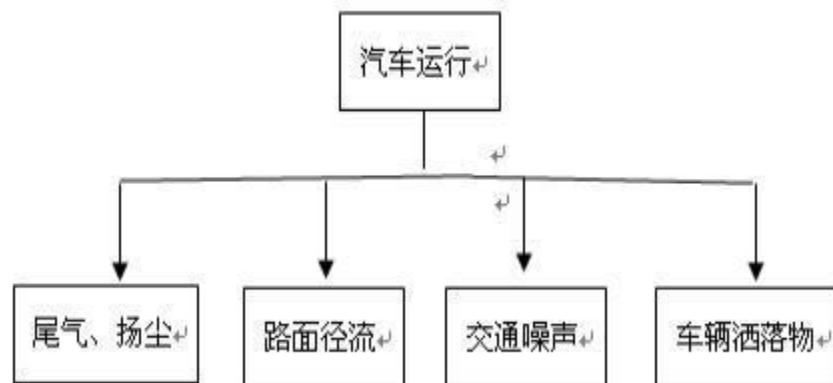 汽车运行
尾气、扬尘
路面径流
交通噪声
车辆洒落物